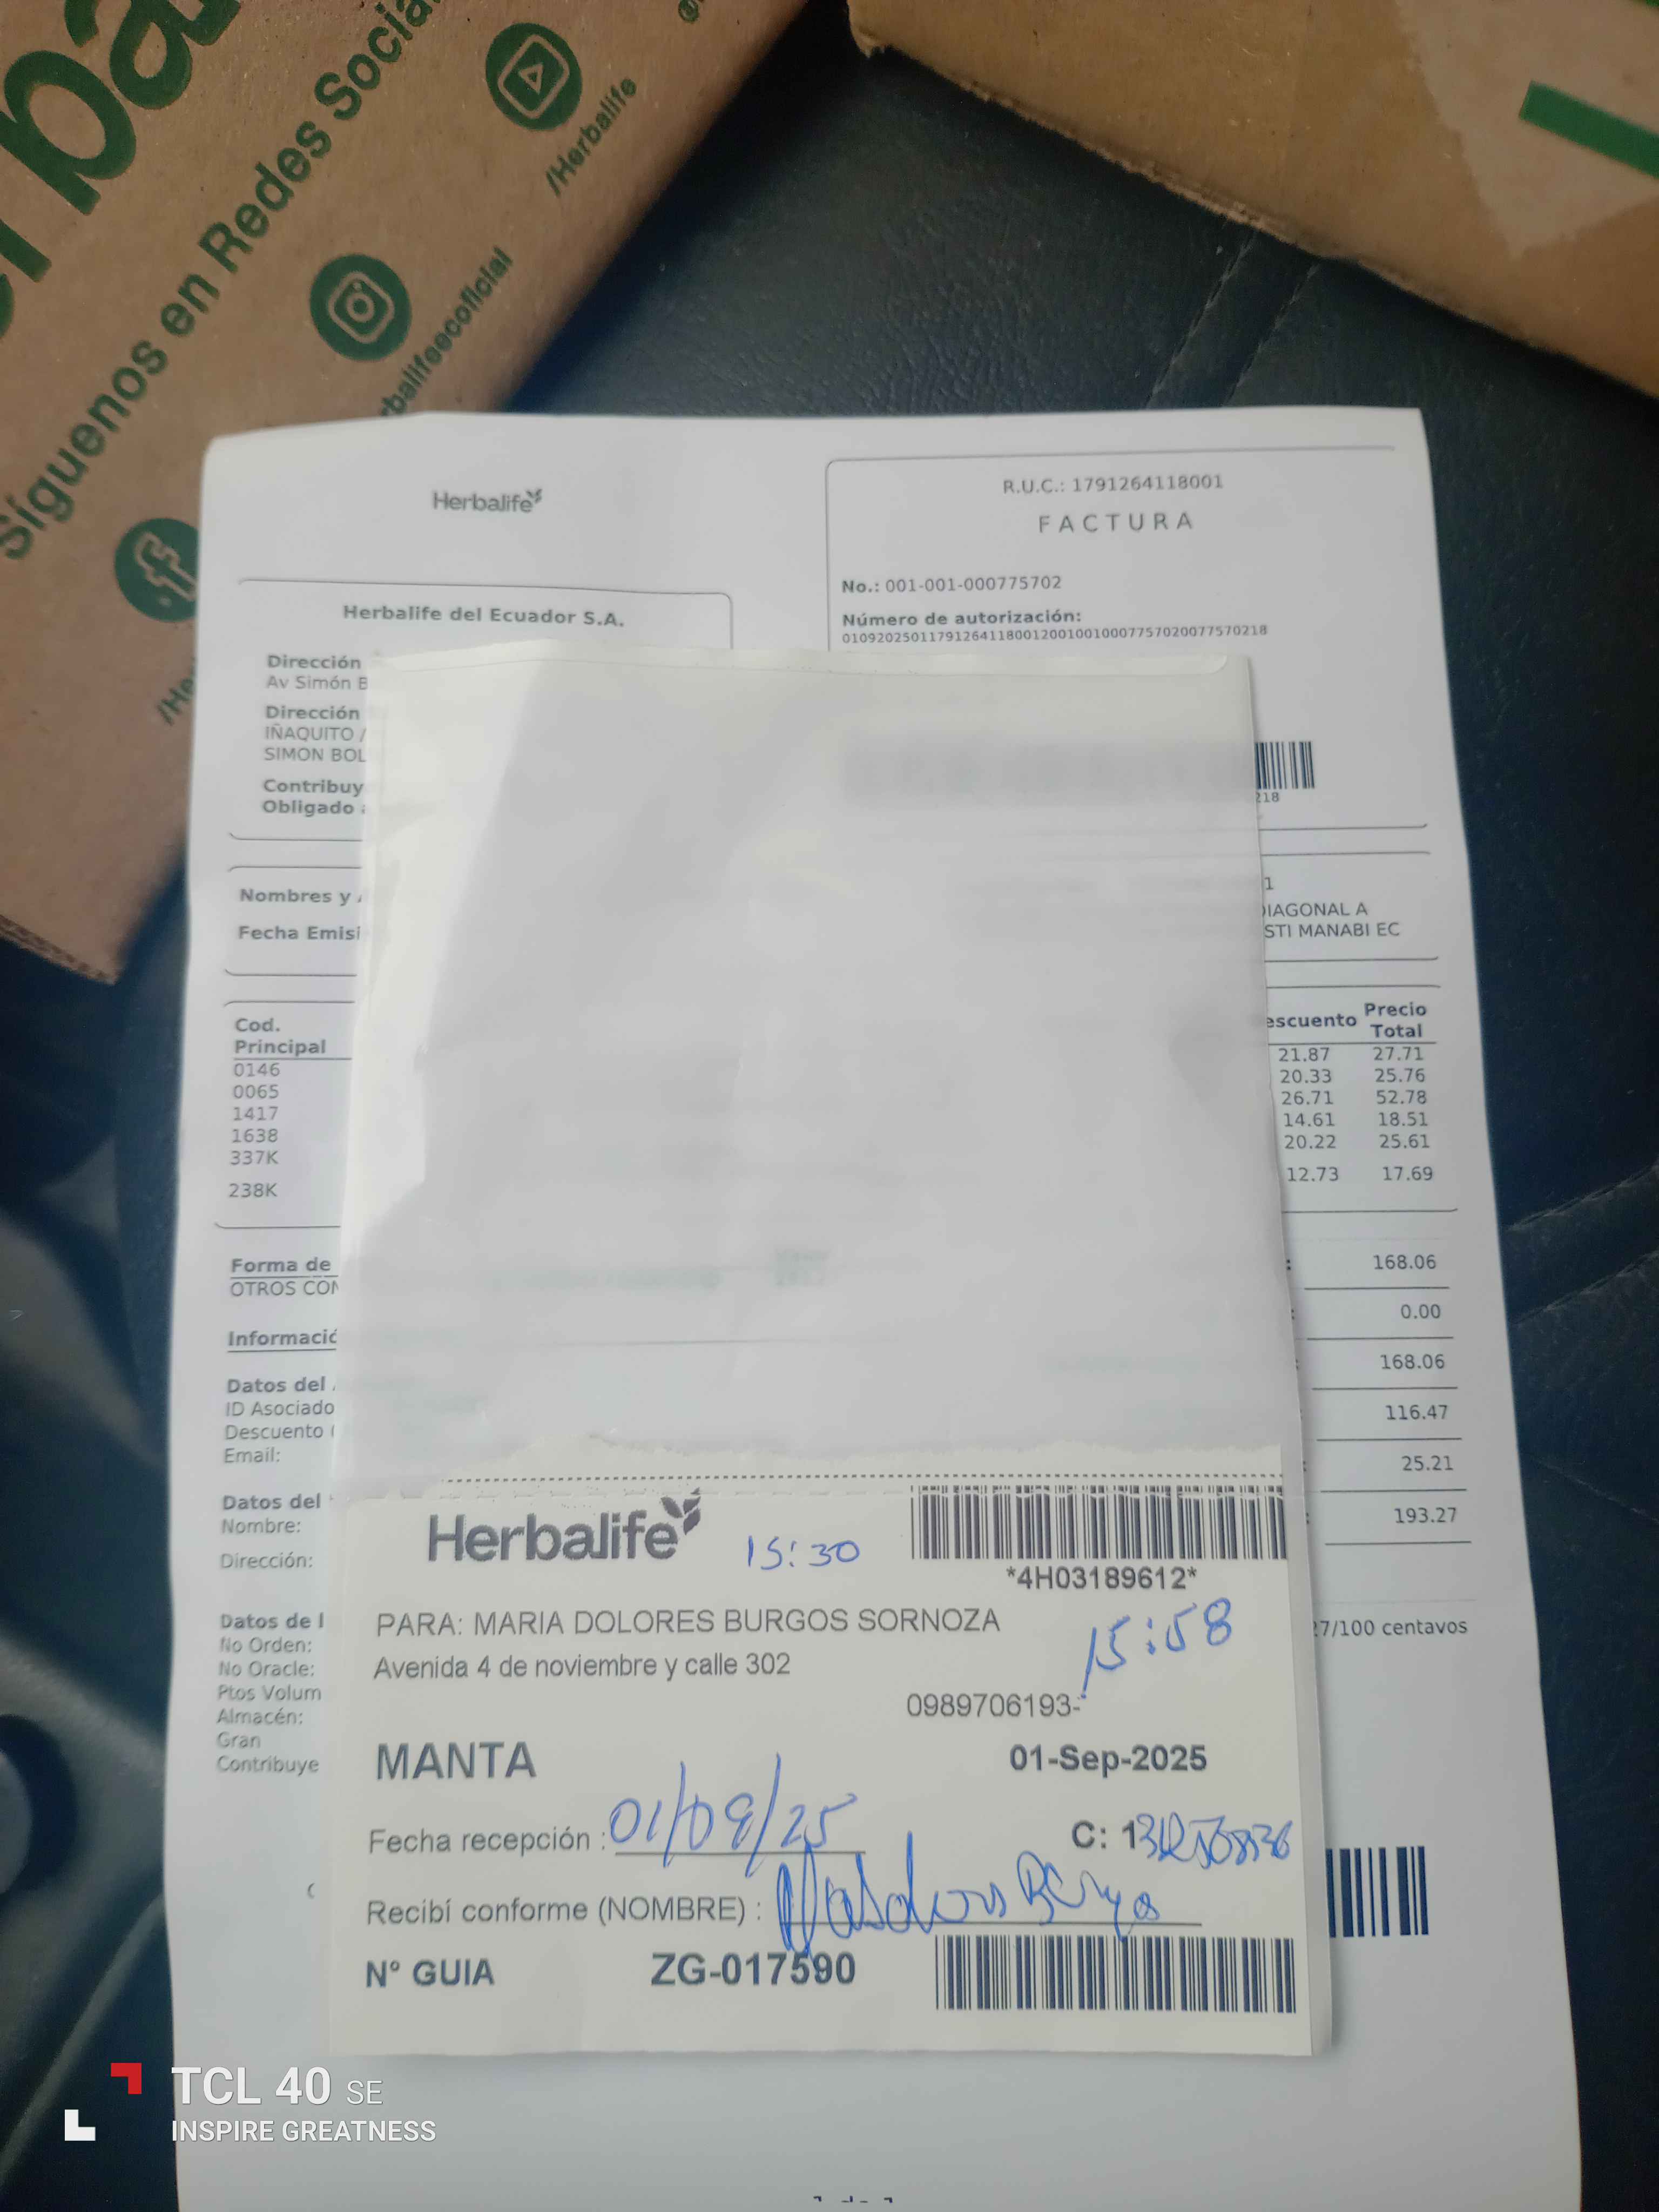 Síguenos en Redes Social
/Herbalife
rbalifeecoficial
/He
Herbalife
R.U.C.: 1791264118001
FACTURA
No.: 001-001-000775702
Número de autorización:
0109202501179126411800120010010007757020077570218
Herbalife del Ecuador S.A.
Dirección
Av Simón B
Dirección
IÑAQUITO /
SIMON BOL
Contribuy
Obligado
218
Nombres y
Fecha Emisi
1
DIAGONAL A
STI MANABI EC
Cod.
Principal
escuento Precio
Total
0146 21.87 27.71
0065 20.33 25.76
1417 26.71 52.78
1638 14.61 18.51
337K 20.22 25.61
238K 12.73 17.69
Forma de : 168.06
OTROS CON
: 0.00
Informació
: 168.06
Datos del
ID Asociado 116.47
Descuento
Email: : 25.21
Datos del
Nombre: : 193.27
Dirección:
Datos de l
No Orden: 27/100 centavos
No Oracle:
Ptos Volum
Almacén:
Gran
Contribuye
Herbalife 15:30
*4H03189612*
PARA: MARIA DOLORES BURGOS SORNOZA
15:58
Avenida 4 de noviembre y calle 302
0989706193-
MANTA 01-Sep-2025
Fecha recepción : 01/09/25 C:
Recibí conforme (NOMBRE) :
N° GUIA ZG-017590
TCL 40 SE
INSPIRE GREATNESS